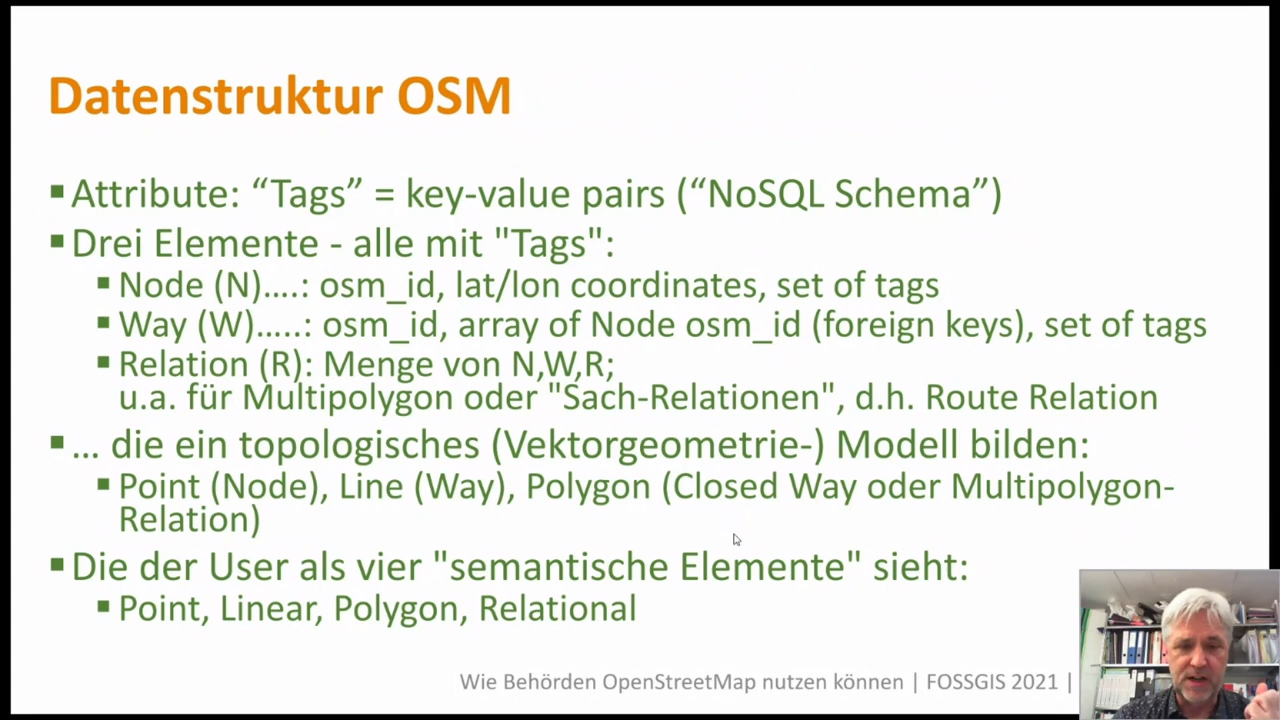 Datenstruktur OSM
▪ Attribute: “Tags” = key-value pairs (“NoSQL Schema”)
▪ Drei Elemente - alle mit "Tags":
▪ Node (N)….: osm_id, lat/lon coordinates, set of tags
▪ Way (W)…..: osm_id, array of Node osm_id (foreign keys), set of tags
▪ Relation (R): Menge von N,W,R;
u.a. für Multipolygon oder "Sach-Relationen", d.h. Route Relation
▪ … die ein topologisches (Vektorgeometrie-) Modell bilden:
▪ Point (Node), Line (Way), Polygon (Closed Way oder Multipolygon-
Relation)
▪ Die der User als vier "semantische Elemente" sieht:
▪ Point, Linear, Polygon, Relational
Wie Behörden OpenStreetMap nutzen können | FOSSGIS 2021 |